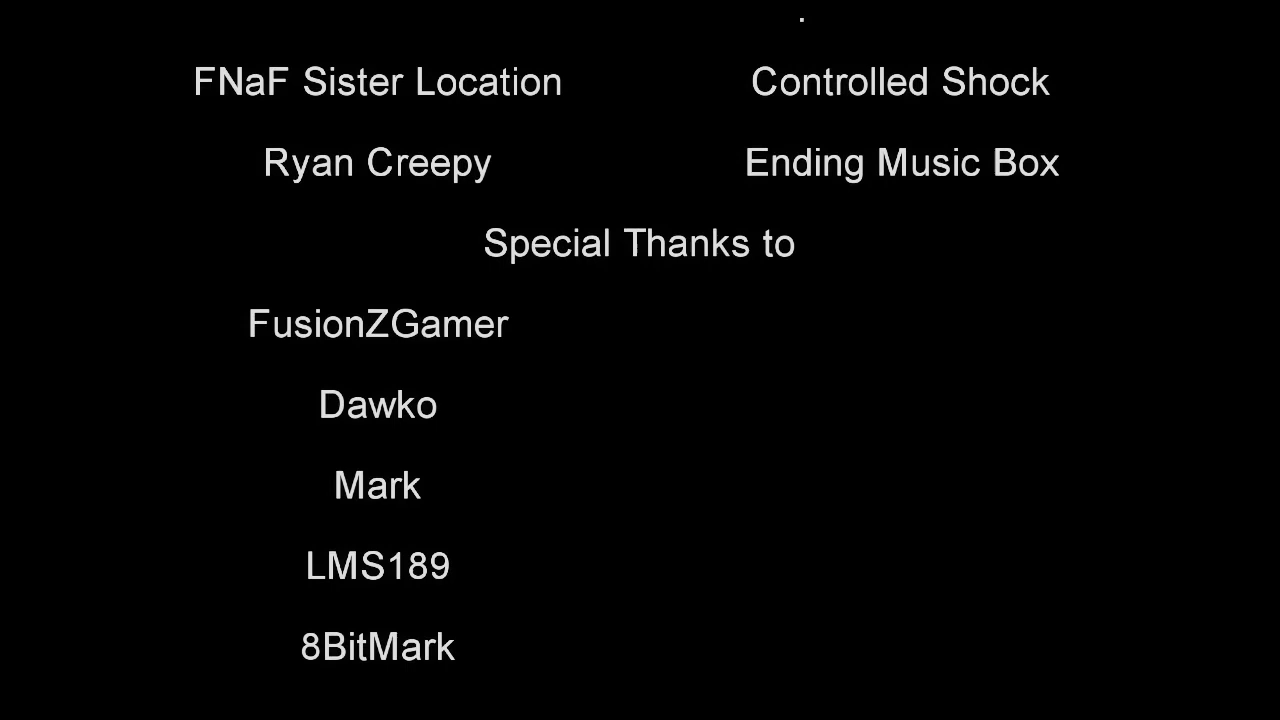 FNaF Sister Location Controlled Shock
Ryan Creepy Ending Music Box
Special Thanks to
FusionZGamer
Dawko
Mark
LMS189
8BitMark